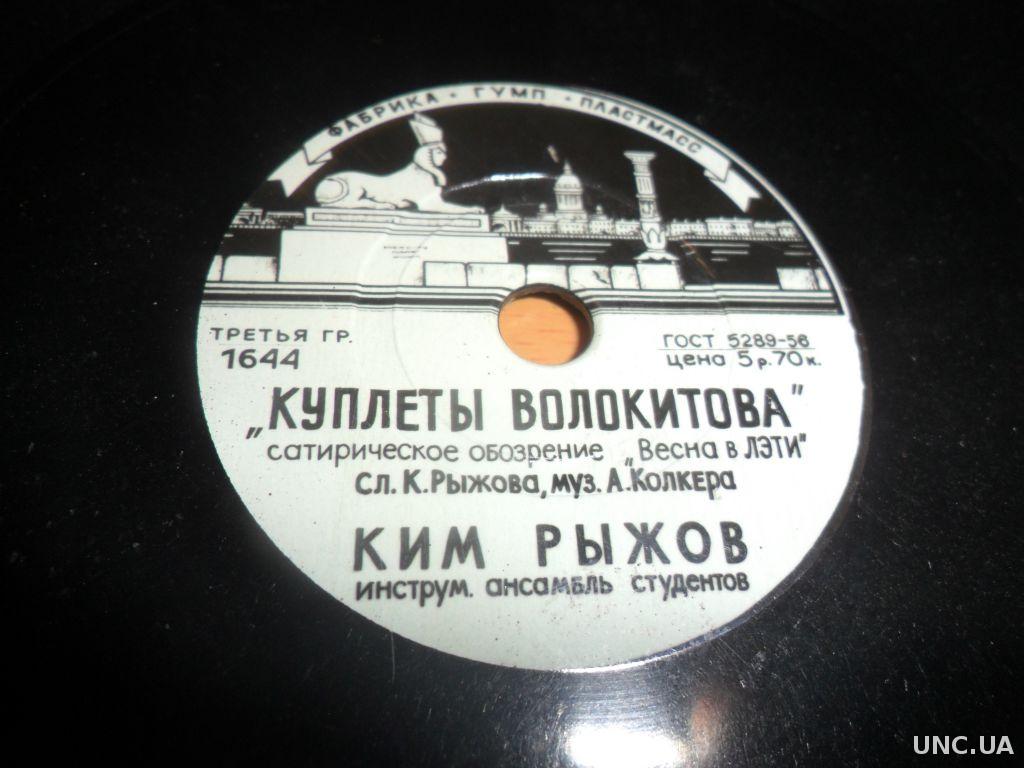 ФАБРИКА · ГУМП · ПЛАСТМАСС
ТРЕТЬЯ ГР.
1644
ГОСТ 5289-56
цена 5 р. 70 к.
„КУПЛЕТЫ ВОЛОКИТОВА"
сатирическое обозрение „Весна в ЛЭТИ"
сл. К. Рыжова, муз. А. Колкера
КИМ РЫЖОВ
инструм. ансамбль студентов
UNC.UA